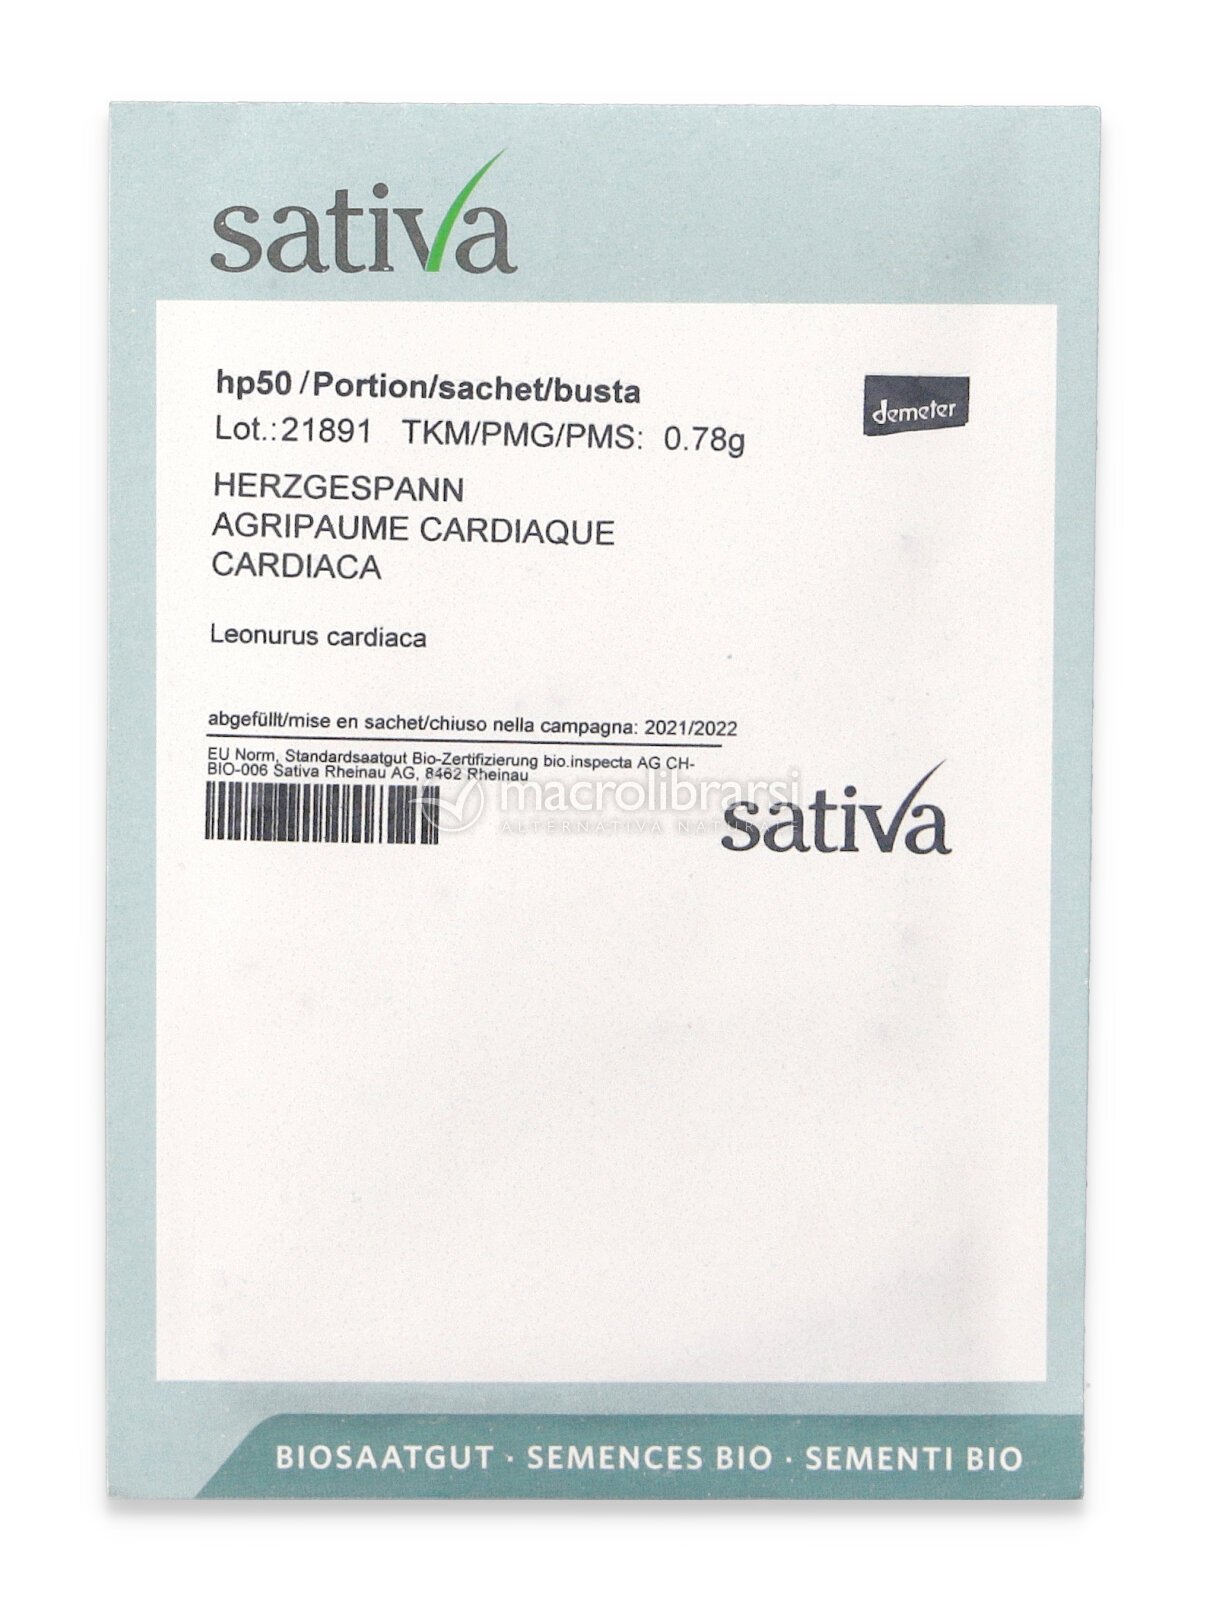 sativa
hp50 /Portion/sachet/busta
demeter
Lot.:21891 TKM/PMG/PMS: 0.78g
HERZGESPANN
AGRIPAUME CARDIAQUE
CARDIACA
Leonurus cardiaca
abgefüllt/mise en sachet/chiuso nella campagna: 2021/2022
EU Norm, Standardsaatgut Bio-Zertifizierung bio.inspecta AG CH-
BIO-006 Sativa Rheinau AG, 8462 Rheinau
macrolibrarsi
ALTERNATIVA NATURALE
sativa
BIOSAATGUT · SEMENCES BIO · SEMENTI BIO